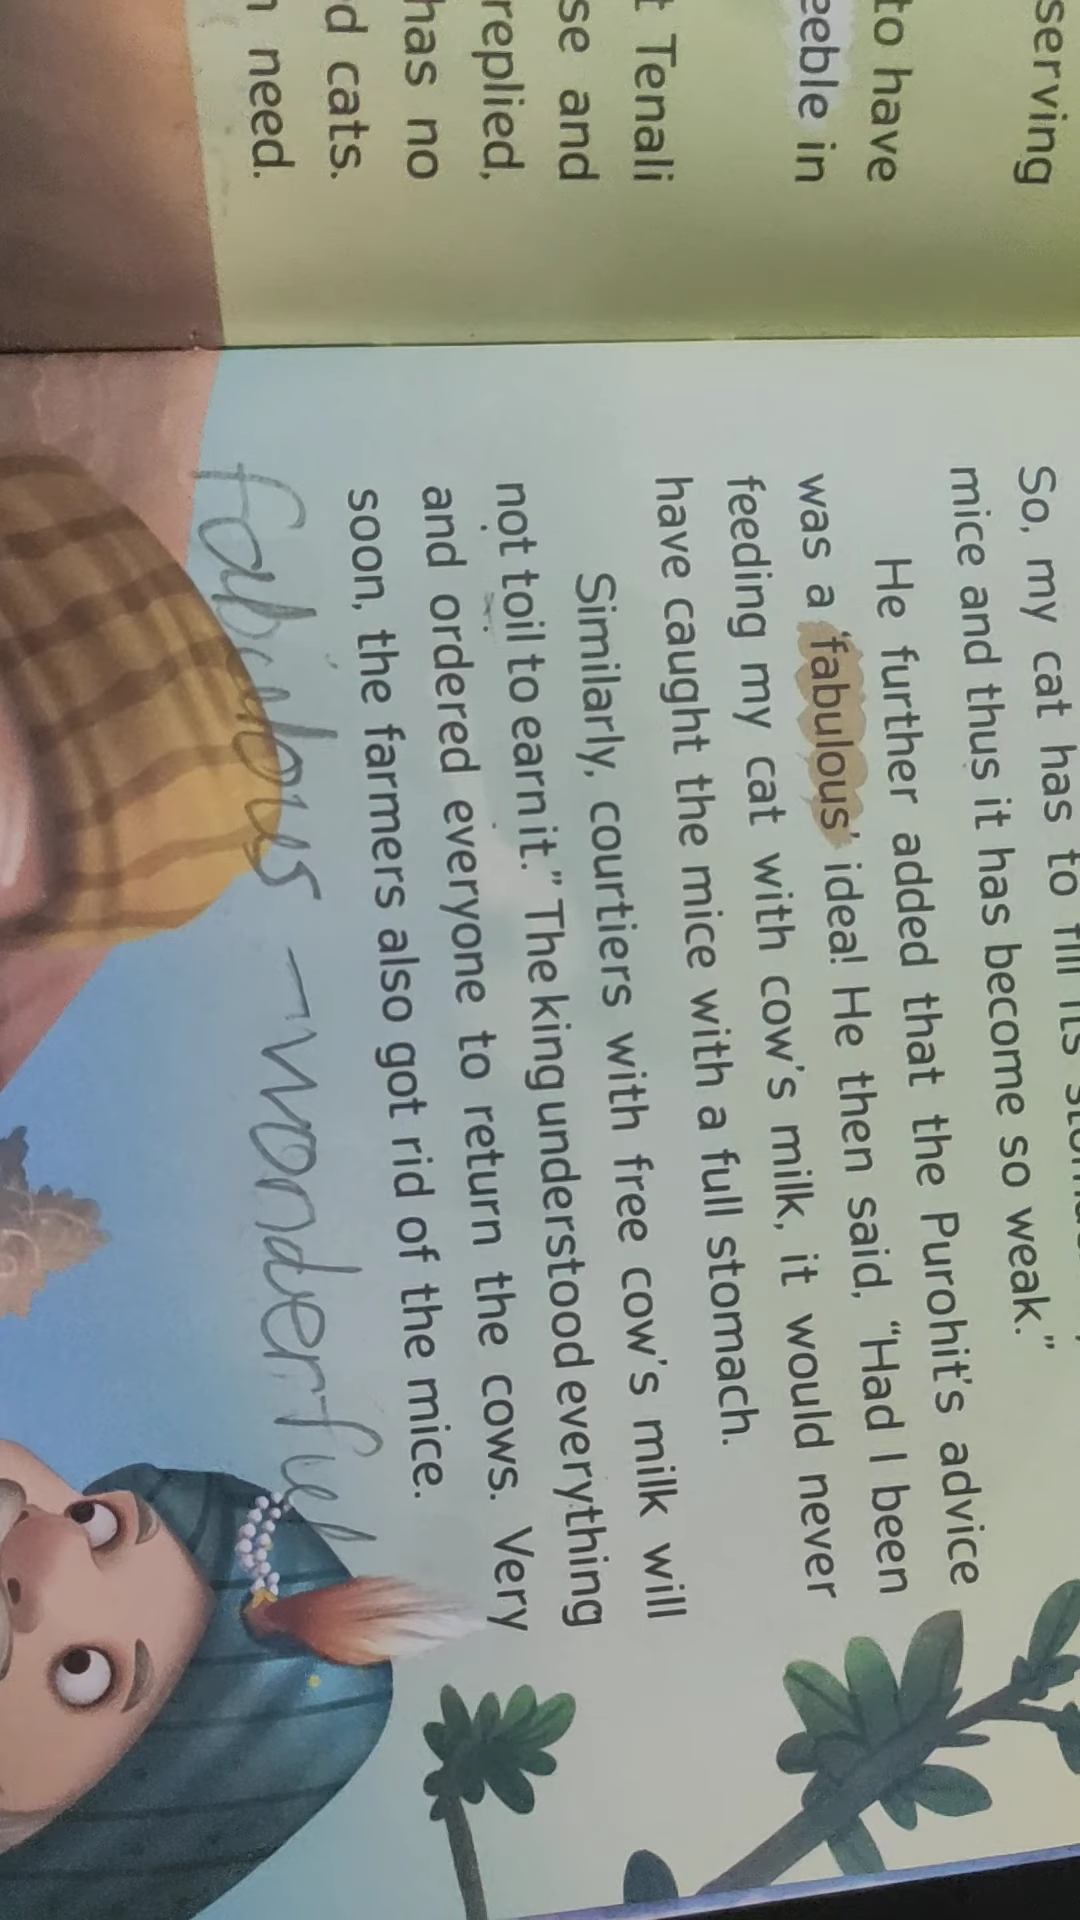 serving
to have
eeble in
t Tenali
se and
replied,
has no
d cats.
n need.
So, my cat has to fill its
mice and thus it has become so weak.”
He further added that the Purohit’s advice
was a ‘fabulous’ idea! He then said, “Had I been
feeding my cat with cow’s milk, it would never
have caught the mice with a full stomach.
Similarly, courtiers with free cow’s milk will
not toil to earn it.” The king understood everything
and ordered everyone to return the cows. Very
soon, the farmers also got rid of the mice.
fabulous - wonderful